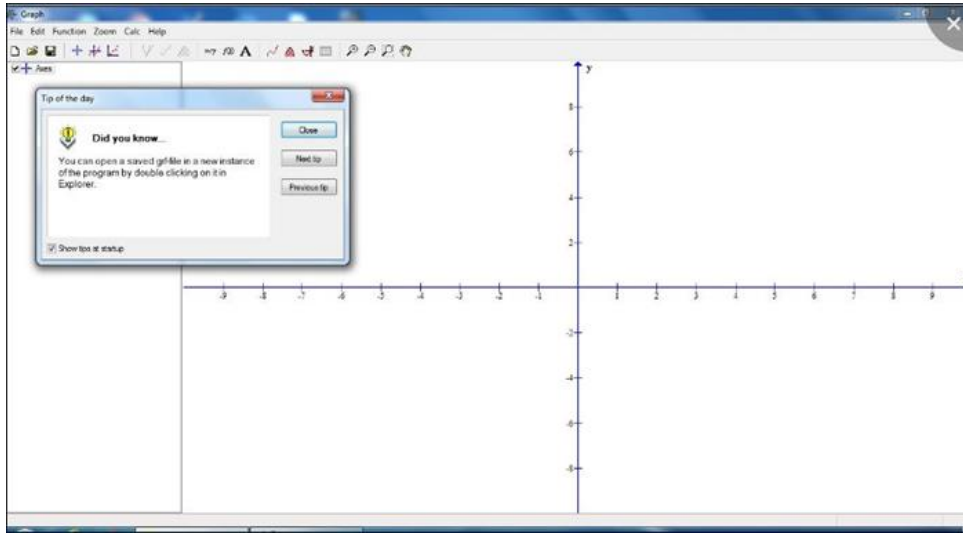 Graph
File Edit Function Zoom Calc Help
Axes
Tip of the day
Did you know...
You can open a saved grf-file in a new instance
of the program by double clicking on it in
Explorer.
Close
Next tip
Previous tip
Show tips at startup
y
8
6
4
2
-9 -8 -7 -6 -5 -4 -3 -2 -1 1 2 3 4 5 6 7 8 9
-2
-4
-6
-8